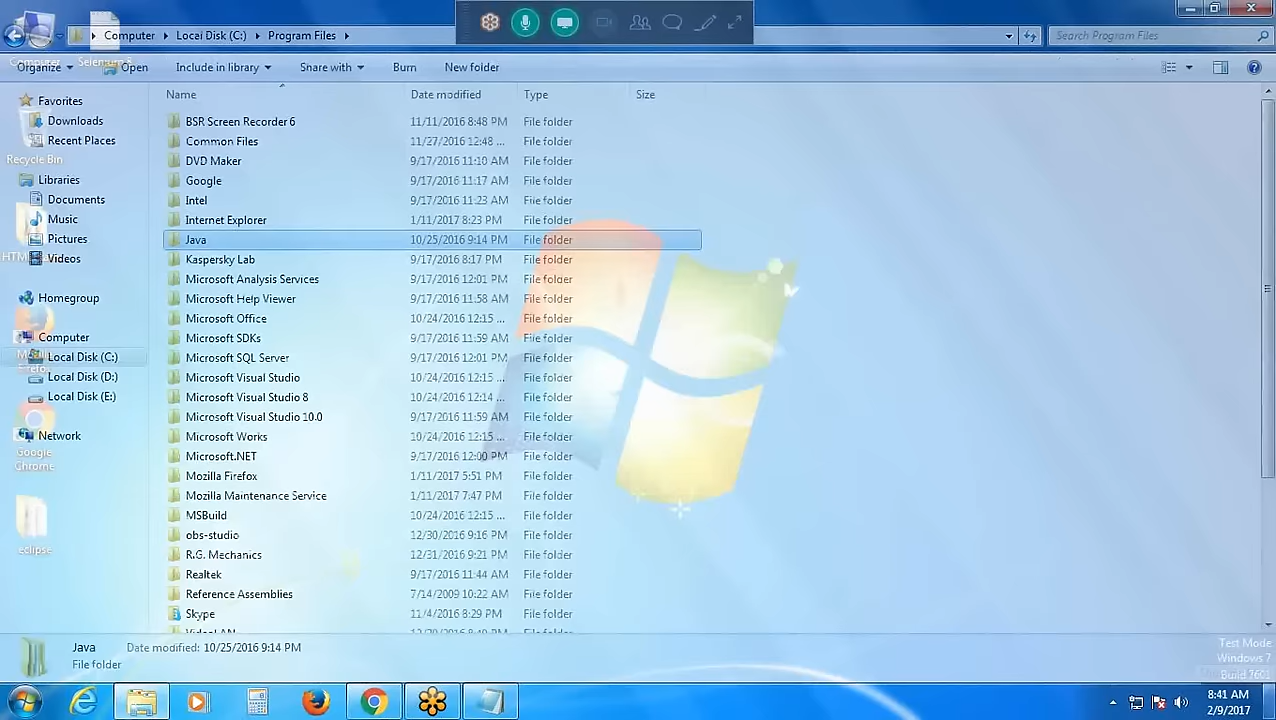 Computer Local Disk (C:) Program Files Search Program Files
Organize Open Include in library Share with Burn New folder
Name Date modified Type Size
Favorites
Downloads
Recent Places
Recycle Bin
Libraries
Documents
Music
Pictures
Videos
Homegroup
Computer
Local Disk (C:)
Local Disk (D:)
Local Disk (E:)
Network
Google
Chrome
eclipse
BSR Screen Recorder 6 11/11/2016 8:48 PM File folder
Common Files 11/27/2016 12:48 ... File folder
DVD Maker 9/17/2016 11:10 AM File folder
Google 9/17/2016 11:17 AM File folder
Intel 9/17/2016 11:23 AM File folder
Internet Explorer 1/11/2017 8:23 PM File folder
Java 10/25/2016 9:14 PM File folder
Kaspersky Lab 9/17/2016 8:17 PM File folder
Microsoft Analysis Services 9/17/2016 12:01 PM File folder
Microsoft Help Viewer 9/17/2016 11:58 AM File folder
Microsoft Office 10/24/2016 12:15 ... File folder
Microsoft SDKs 9/17/2016 11:59 AM File folder
Microsoft SQL Server 9/17/2016 12:01 PM File folder
Microsoft Visual Studio 10/24/2016 12:15 ... File folder
Microsoft Visual Studio 8 10/24/2016 12:14 ... File folder
Microsoft Visual Studio 10.0 9/17/2016 11:59 AM File folder
Microsoft Works 10/24/2016 12:15 ... File folder
Microsoft.NET 9/17/2016 12:00 PM File folder
Mozilla Firefox 1/11/2017 5:51 PM File folder
Mozilla Maintenance Service 1/11/2017 7:47 PM File folder
MSBuild 10/24/2016 12:15 ... File folder
obs-studio 12/30/2016 9:16 PM File folder
R.G. Mechanics 12/31/2016 9:21 PM File folder
Realtek 9/17/2016 11:44 AM File folder
Reference Assemblies 7/14/2009 10:22 AM File folder
Skype 11/4/2016 8:29 PM File folder
Java Date modified: 10/25/2016 9:14 PM
File folder
Test Mode
Windows 7
Build 7601
8:41 AM
2/9/2017